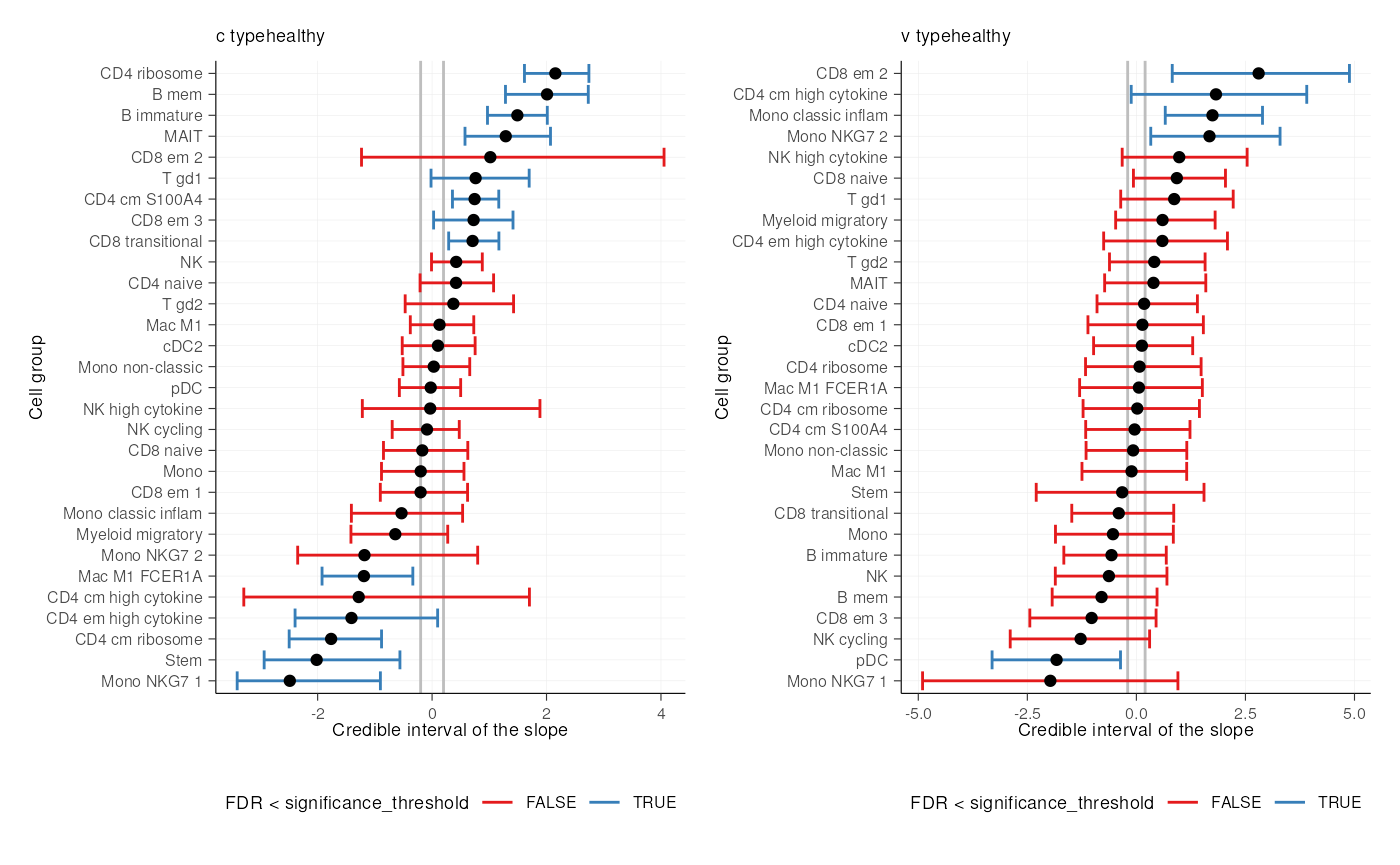 c typehealthy
CD4 ribosome
B mem
B immature
MAIT
CD8 em 2
T gd1
CD4 cm S100A4
CD8 em 3
CD8 transitional
NK
CD4 naive
T gd2
Mac M1
cDC2
Mono non-classic
pDC
NK high cytokine
NK cycling
CD8 naive
Mono
CD8 em 1
Mono classic inflam
Myeloid migratory
Mono NKG7 2
Mac M1 FCER1A
CD4 cm high cytokine
CD4 em high cytokine
CD4 cm ribosome
Stem
Mono NKG7 1
Cell group
-2 0 2 4
Credible interval of the slope
FDR < significance_threshold FALSE TRUE
v typehealthy
CD8 em 2
CD4 cm high cytokine
Mono classic inflam
Mono NKG7 2
NK high cytokine
CD8 naive
T gd1
Myeloid migratory
CD4 em high cytokine
T gd2
MAIT
CD4 naive
CD8 em 1
cDC2
CD4 ribosome
Mac M1 FCER1A
CD4 cm ribosome
CD4 cm S100A4
Mono non-classic
Mac M1
Stem
CD8 transitional
Mono
B immature
NK
B mem
CD8 em 3
NK cycling
pDC
Mono NKG7 1
Cell group
-5.0 -2.5 0.0 2.5 5.0
Credible interval of the slope
FDR < significance_threshold FALSE TRUE